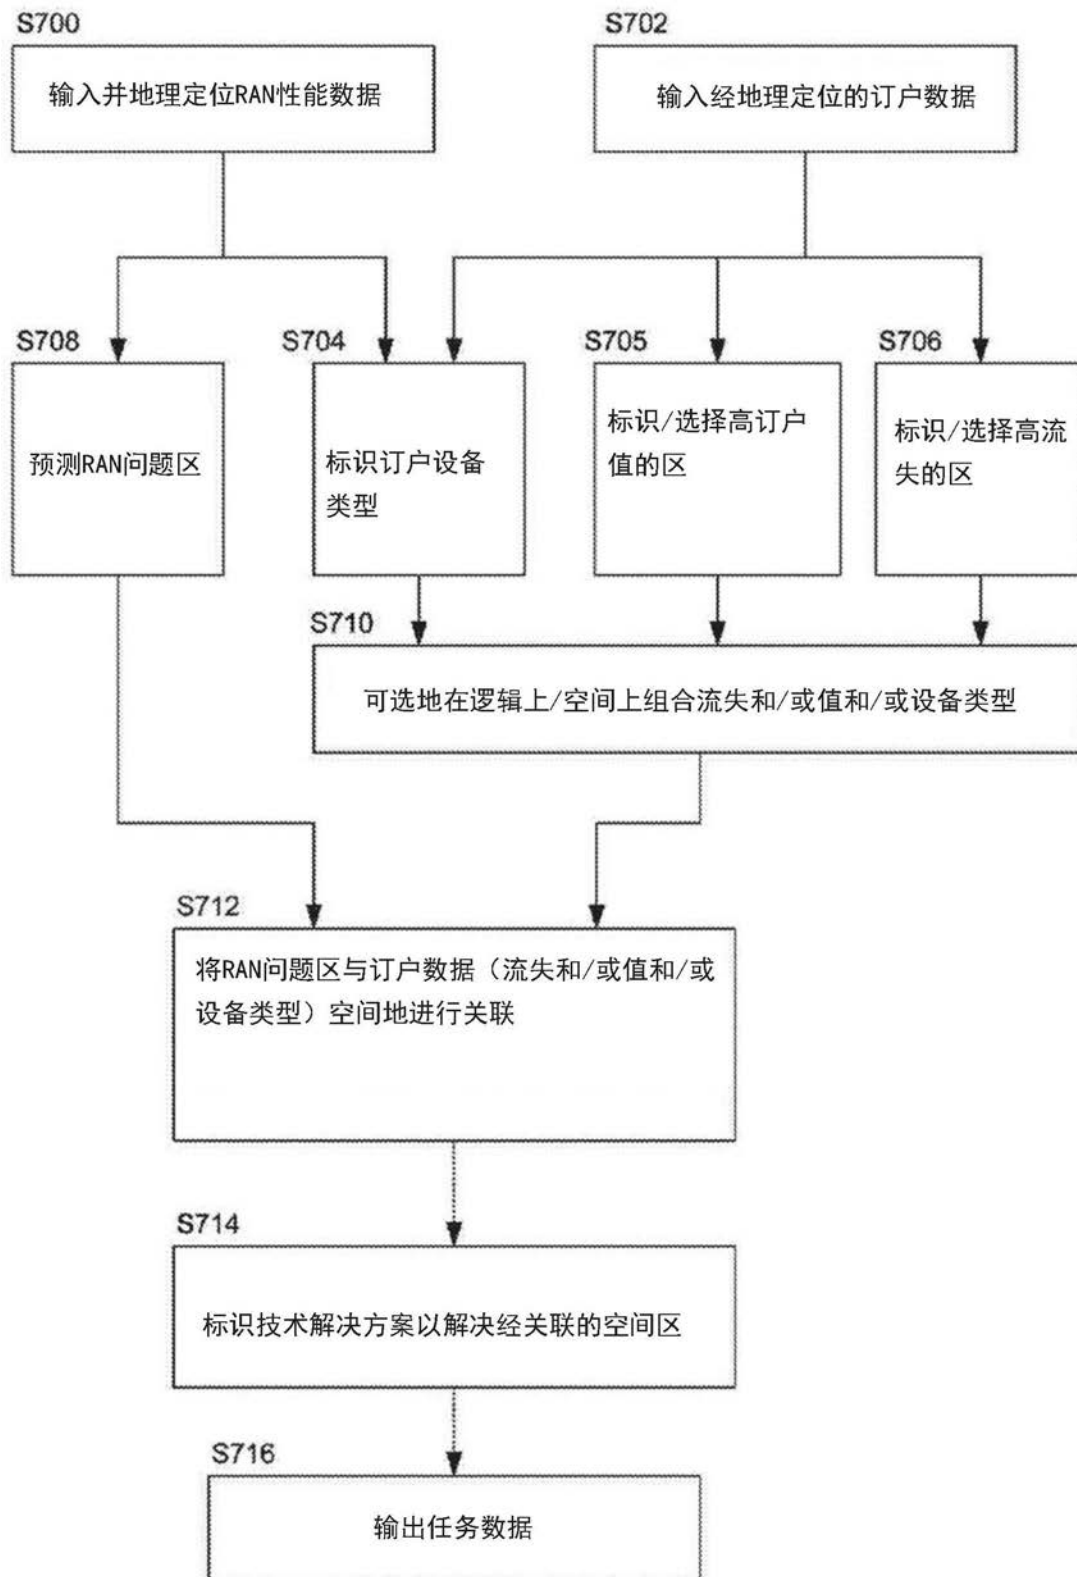 S700
输入并地理定位RAN性能数据
S702
输入经地理定位的订户数据
S708
预测RAN问题区
S704
标识订户设备
类型
S705
标识/选择高订户
值的区
S706
标识/选择高流
失的区
S710
可选地在逻辑上/空间上组合流失和/或值和/或设备类型
S712
将RAN问题区与订户数据（流失和/或值和/或
设备类型）空间地进行关联
S714
标识技术解决方案以解决经关联的空间区
S716
输出任务数据